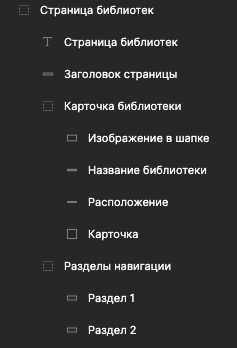 Страница библиотек
Страница библиотек
Заголовок страницы
Карточка библиотеки
Изображение в шапке
Название библиотеки
Расположение
Карточка
Разделы навигации
Раздел 1
Раздел 2